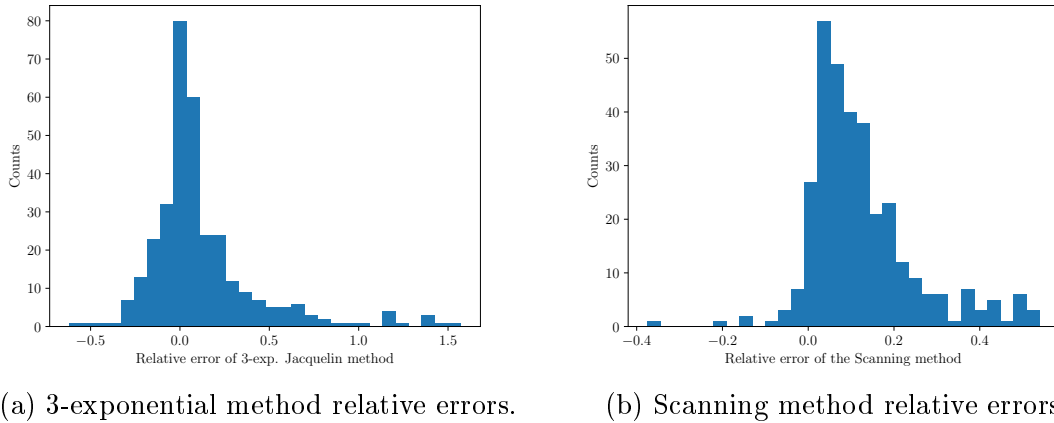 80
70
60
50
40
30
20
10
0
Counts
−0.5 0.0 0.5 1.0 1.5
Relative error of 3-exp. Jacquelin method
(a) 3-exponential method relative errors.
50
40
30
20
10
0
Counts
−0.4 −0.2 0.0 0.2 0.4
Relative error of the Scanning method
(b) Scanning method relative errors